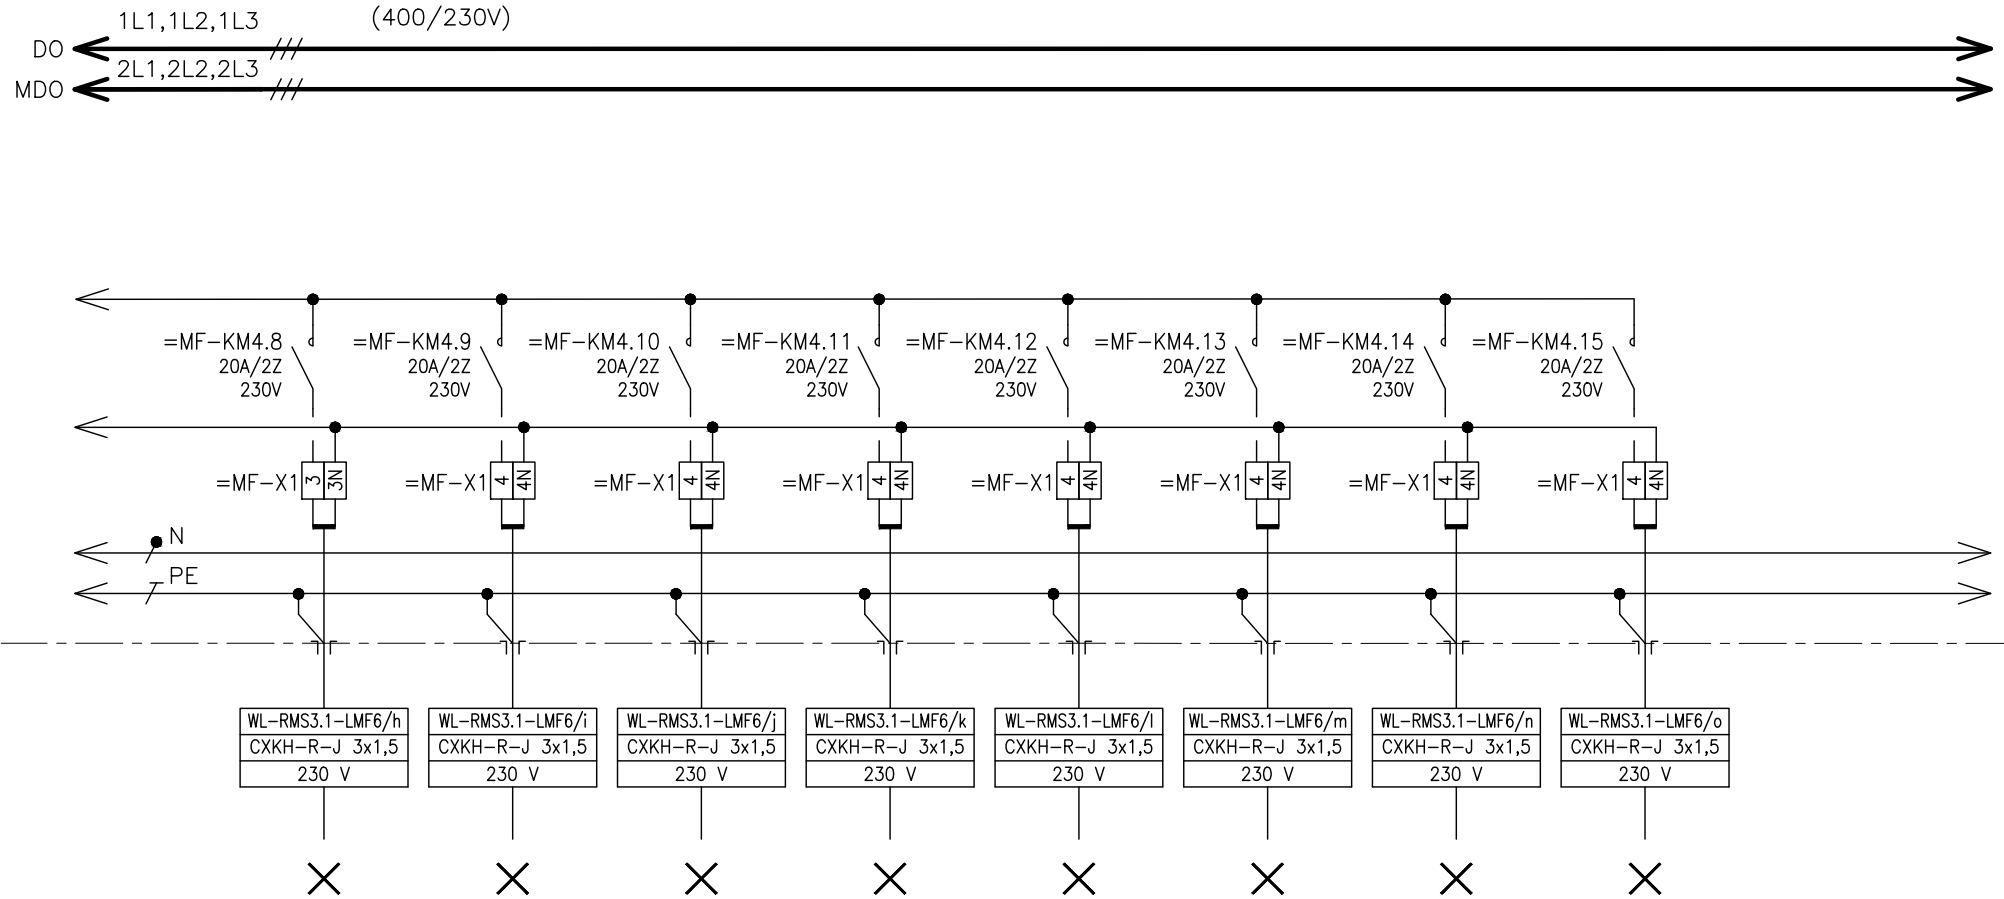 1L1,1L2,1L3 (400/230V)
DO
2L1,2L2,2L3
MDO
=MF-KM4.8 =MF-KM4.9 =MF-KM4.10 =MF-KM4.11 =MF-KM4.12 =MF-KM4.13 =MF-KM4.14 =MF-KM4.15
20A/2Z 20A/2Z 20A/2Z 20A/2Z 20A/2Z 20A/2Z 20A/2Z 20A/2Z
230V 230V 230V 230V 230V 230V 230V 230V
=MF-X1 3 3N =MF-X1 4 4N =MF-X1 4 4N =MF-X1 4 4N =MF-X1 4 4N =MF-X1 4 4N =MF-X1 4 4N =MF-X1 4 4N
N
PE
WL-RMS3.1-LMF6/h WL-RMS3.1-LMF6/i WL-RMS3.1-LMF6/j WL-RMS3.1-LMF6/k WL-RMS3.1-LMF6/l WL-RMS3.1-LMF6/m WL-RMS3.1-LMF6/n WL-RMS3.1-LMF6/o
CXKH-R-J 3x1,5 CXKH-R-J 3x1,5 CXKH-R-J 3x1,5 CXKH-R-J 3x1,5 CXKH-R-J 3x1,5 CXKH-R-J 3x1,5 CXKH-R-J 3x1,5 CXKH-R-J 3x1,5
230 V 230 V 230 V 230 V 230 V 230 V 230 V 230 V